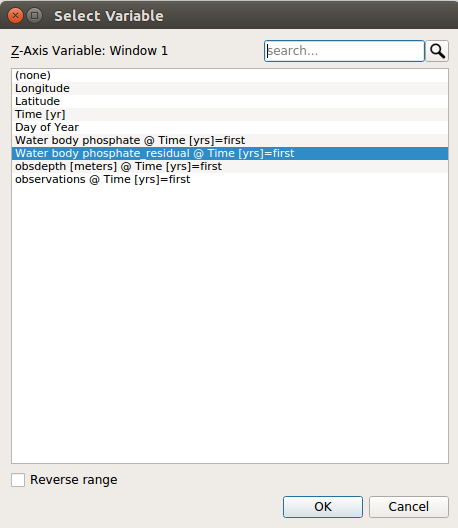 Select Variable
Z-Axis Variable: Window 1
search...
(none)
Longitude
Latitude
Time [yr]
Day of Year
Water body phosphate @ Time [yrs]=first
Water body phosphate_residual @ Time [yrs]=first
obsdepth [meters] @ Time [yrs]=first
observations @ Time [yrs]=first
Reverse range
OK
Cancel